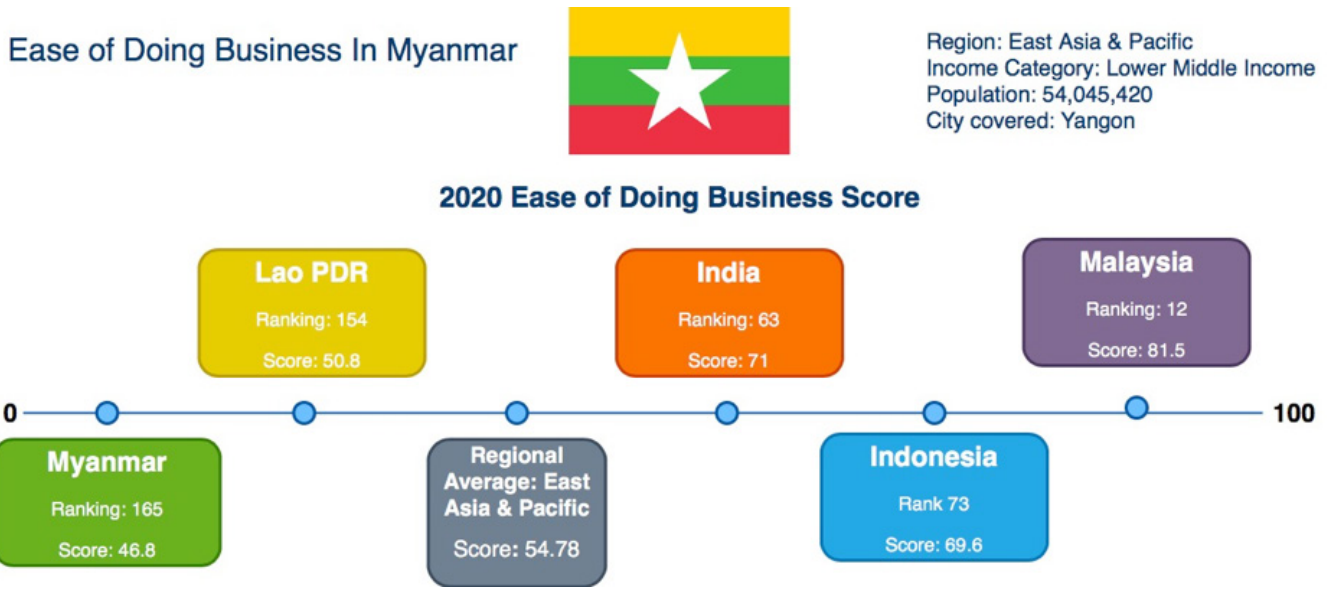 Ease of Doing Business In Myanmar
Region: East Asia & Pacific
Income Category: Lower Middle Income
Population: 54,045,420
City covered: Yangon
2020 Ease of Doing Business Score
Lao PDR
Ranking: 154
Score: 50.8
India
Ranking: 63
Score: 71
Malaysia
Ranking: 12
Score: 81.5
0
100
Myanmar
Ranking: 165
Score: 46.8
Regional
Average: East
Asia & Pacific
Score: 54.78
Indonesia
Rank 73
Score: 69.6